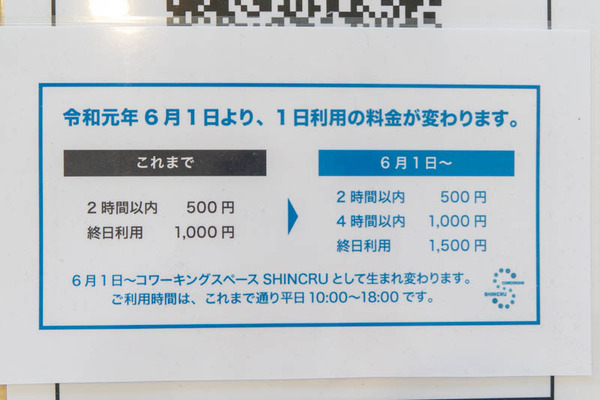 令和元年6月1日より、1日利用の料金が変わります。
これまで
2時間以内 500円
終日利用 1,000円
6月1日〜
2時間以内 500円
4時間以内 1,000円
終日利用 1,500円
6月1日〜コワーキングスペース SHINCRU として生まれ変わります。
ご利用時間は、これまで通り平日10:00〜18:00です。
COWORKING
SHINCRU